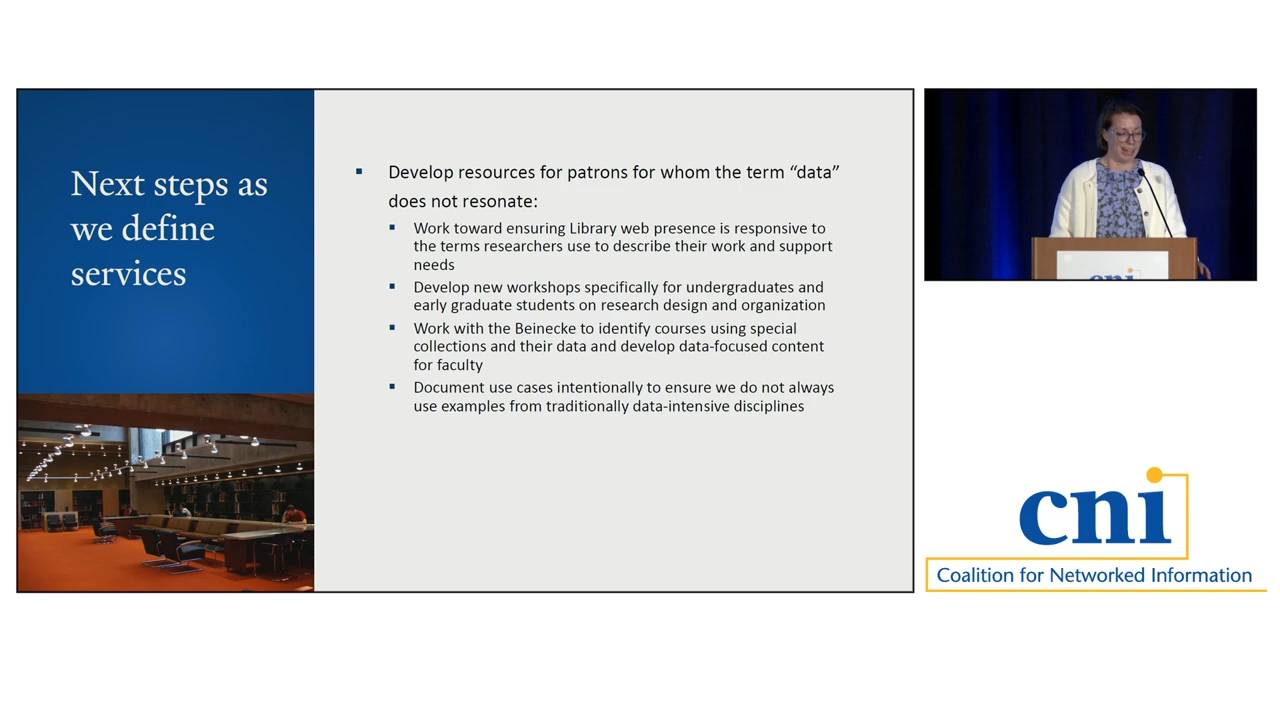 Next steps as
we define
services
Develop resources for patrons for whom the term “data”
does not resonate:
Work toward ensuring Library web presence is responsive to
the terms researchers use to describe their work and support
needs
Develop new workshops specifically for undergraduates and
early graduate students on research design and organization
Work with the Beinecke to identify courses using special
collections and their data and develop data-focused content
for faculty
Document use cases intentionally to ensure we do not always
use examples from traditionally data-intensive disciplines
cni
cni
Coalition for Networked Information